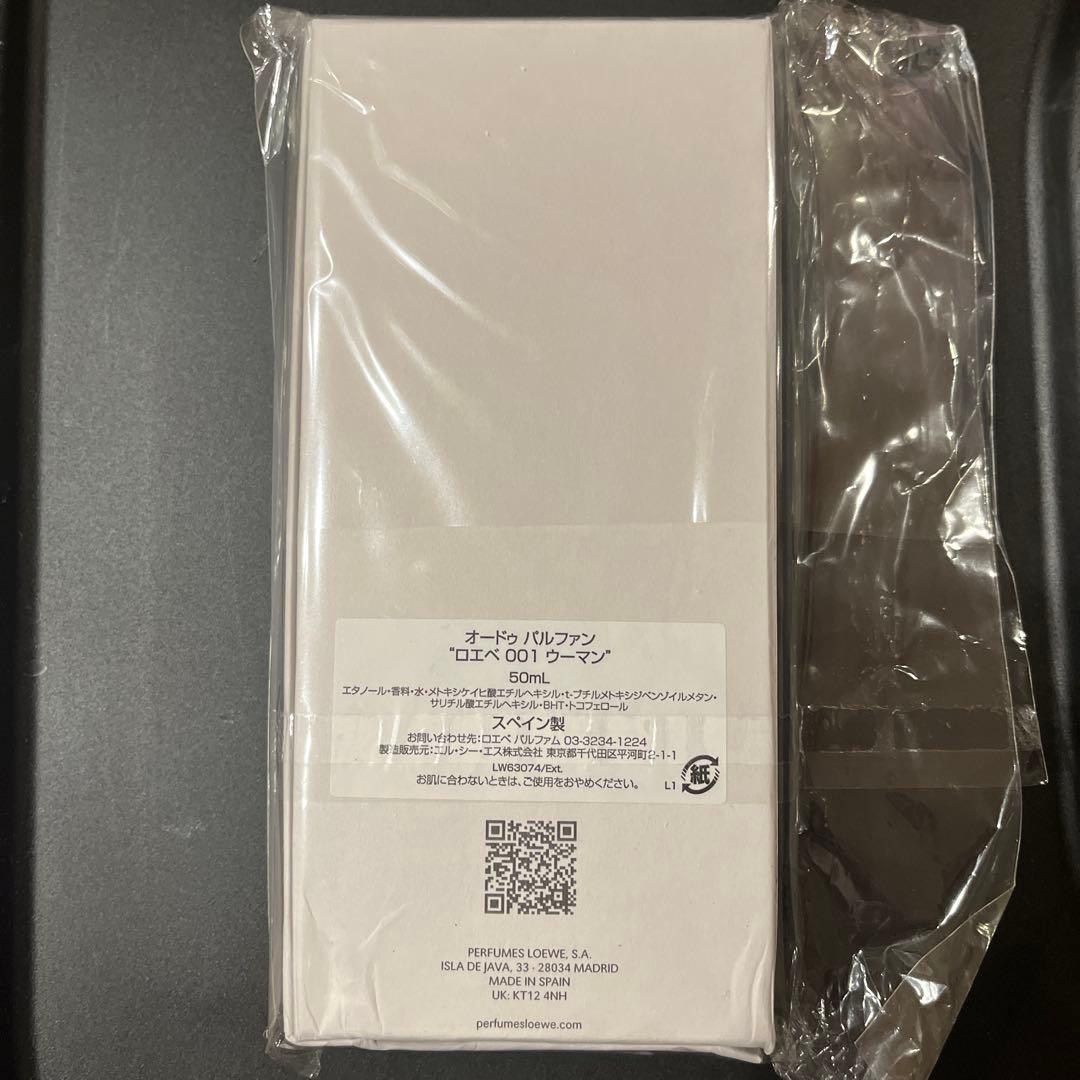 オードゥ パルファン
“ロエベ 001 ウーマン”
50mL
エタノール・香料・水・メトキシケイヒ酸エチルヘキシル・t-ブチルメトキシジベンゾイルメタン・
サリチル酸エチルヘキシル・BHT・トコフェロール
スペイン製
お問い合わせ先:ロエベ パルファム 03-3234-1224
製造販売元:エル・シー・エス株式会社 東京都千代田区平河町2-1-1
LW63074/Ext.
お肌に合わないときは、ご使用をおやめください。
L1 紙
PERFUMES LOEWE, S.A.
ISLA DE JAVA, 33 - 28034 MADRID
MADE IN SPAIN
UK: KT12 4NH
perfumesloewe.com